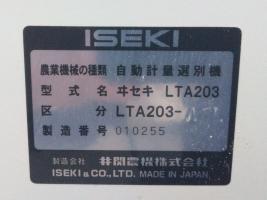 ISEKI
農業機械の種類 自動計量選別機
型式名 ヰセキ LTA203
区分 LTA203-
製造番号 010255
製造会社 井関農機株式会社
ISEKI & CO., LTD. MADE IN JAPAN